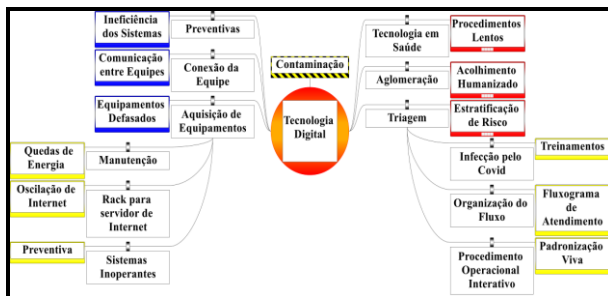 Ineficiência
dos Sistemas
Preventivas
Comunicação
entre Equipes
Conexão da
Equipe
Equipamentos
Defasados
Aquisição de
Equipamentos
Quedas de
Energia
Manutenção
Oscilação de
Internet
Rack para
servidor de
Internet
Preventiva
Sistemas
Inoperantes
Contaminação
Tecnologia
Digital
Tecnologia em
Saúde
Procedimentos
Lentos
Aglomeração
Acolhimento
Humanizado
Triagem
Estratificação
de Risco
Infecção pelo
Covid
Treinamentos
Organização do
Fluxo
Fluxograma
de
Atendimento
Procedimento
Operacional
Interativo
Padronização
Viva